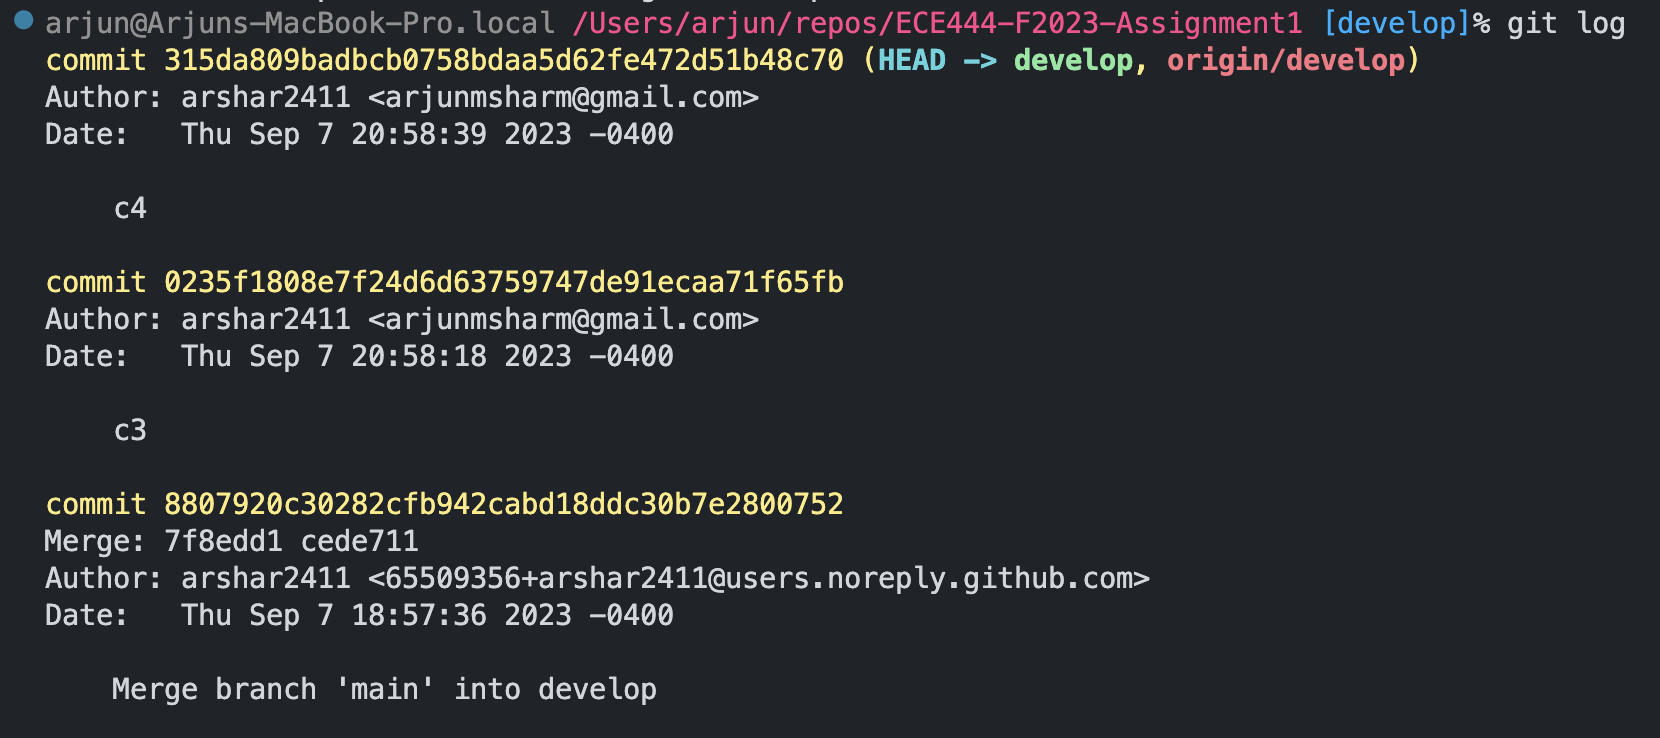 arjun@Arjuns-MacBook-Pro.local /Users/arjun/repos/ECE444-F2023-Assignment1 [develop]% git log
commit 315da809badbcb0758bdaa5d62fe472d51b48c70 (HEAD -> develop, origin/develop)
Author: arshar2411 <arjunmsharm@gmail.com>
Date:   Thu Sep 7 20:58:39 2023 -0400
c4
commit 0235f1808e7f24d6d63759747de91ecaa71f65fb
Author: arshar2411 <arjunmsharm@gmail.com>
Date:   Thu Sep 7 20:58:18 2023 -0400
c3
commit 8807920c30282cfb942cabd18ddc30b7e2800752
Merge: 7f8edd1 cede711
Author: arshar2411 <65509356+arshar2411@users.noreply.github.com>
Date:   Thu Sep 7 18:57:36 2023 -0400
Merge branch 'main' into develop